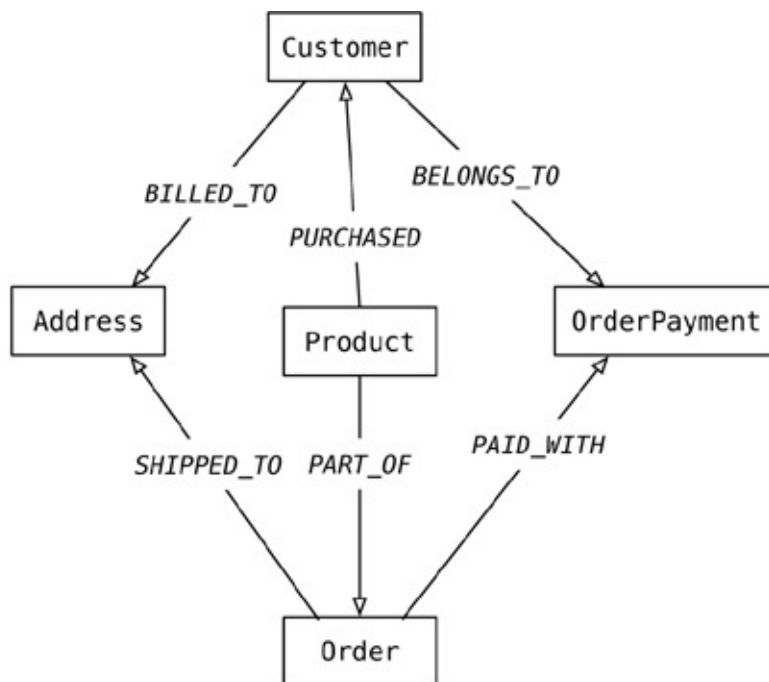 Customer
BILLED_TO
BELONGS_TO
PURCHASED
Address
Product
OrderPayment
SHIPPED_TO
PART_OF
PAID_WITH
Order